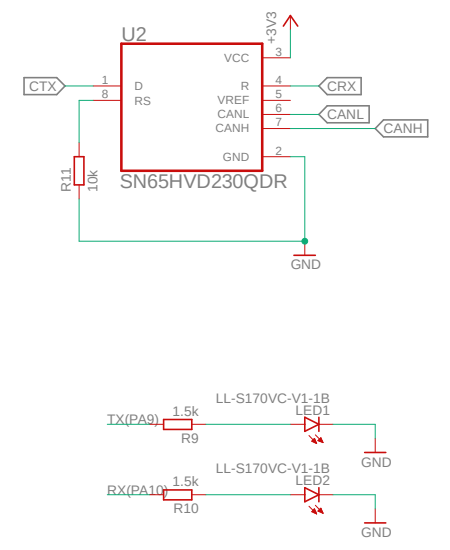 +3V3
U2
VCC 3
CTX 1 D
R 4 CRX
8 RS
VREF 5
CANL 6 CANL
CANH 7 CANH
GND 2
R11
10k
SN65HVD230QDR
GND
LL-S170VC-V1-1B
1.5k
LED1
TX(PA9)
R9
GND
LL-S170VC-V1-1B
1.5k
LED2
RX(PA10)
R10
GND